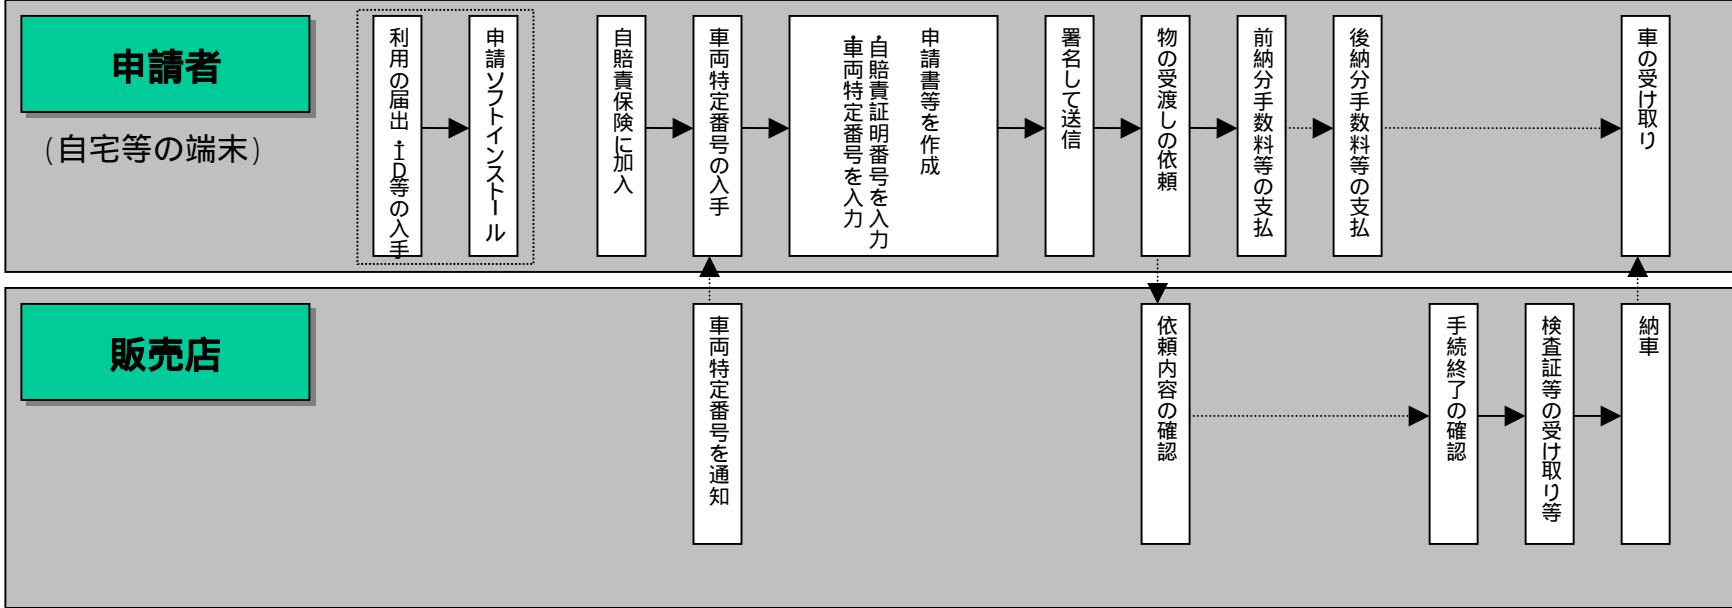 申請者
(自宅等の端末)
利用の届出・ID等の入手
申請ソフトインストール
自賠責保険に加入
車両特定番号の入手
申請書等を作成
・自賠責証明番号を入力
・車両特定番号を入力
署名して送信
物の受渡しの依頼
前納分手数料等の支払
後納分手数料等の支払
車の受け取り
販売店
車両特定番号を通知
依頼内容の確認
手続終了の確認
検査証等の受け取り等
納車